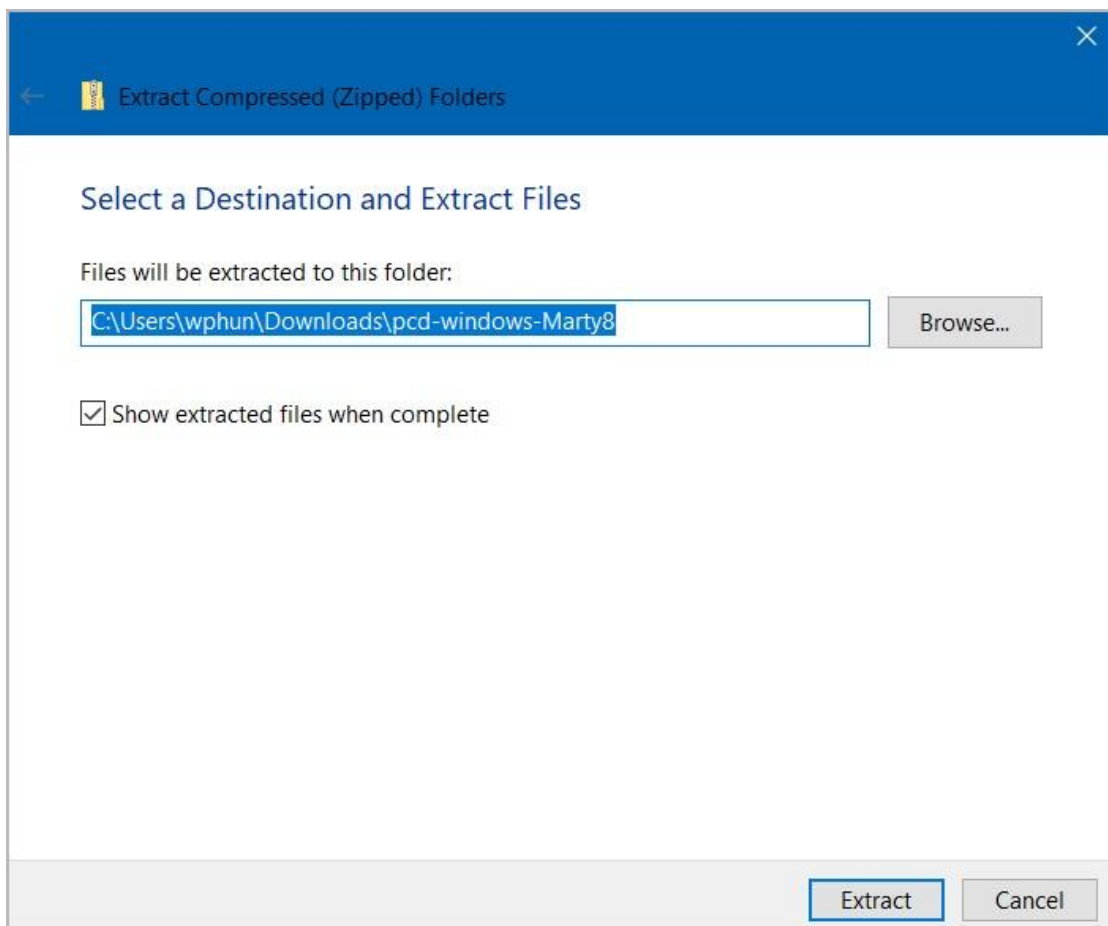 Extract Compressed (Zipped) Folders
Select a Destination and Extract Files
Files will be extracted to this folder:
C:\Users\wphun\Downloads\pcd-windows-Marty8
Browse...
Show extracted files when complete
Extract
Cancel